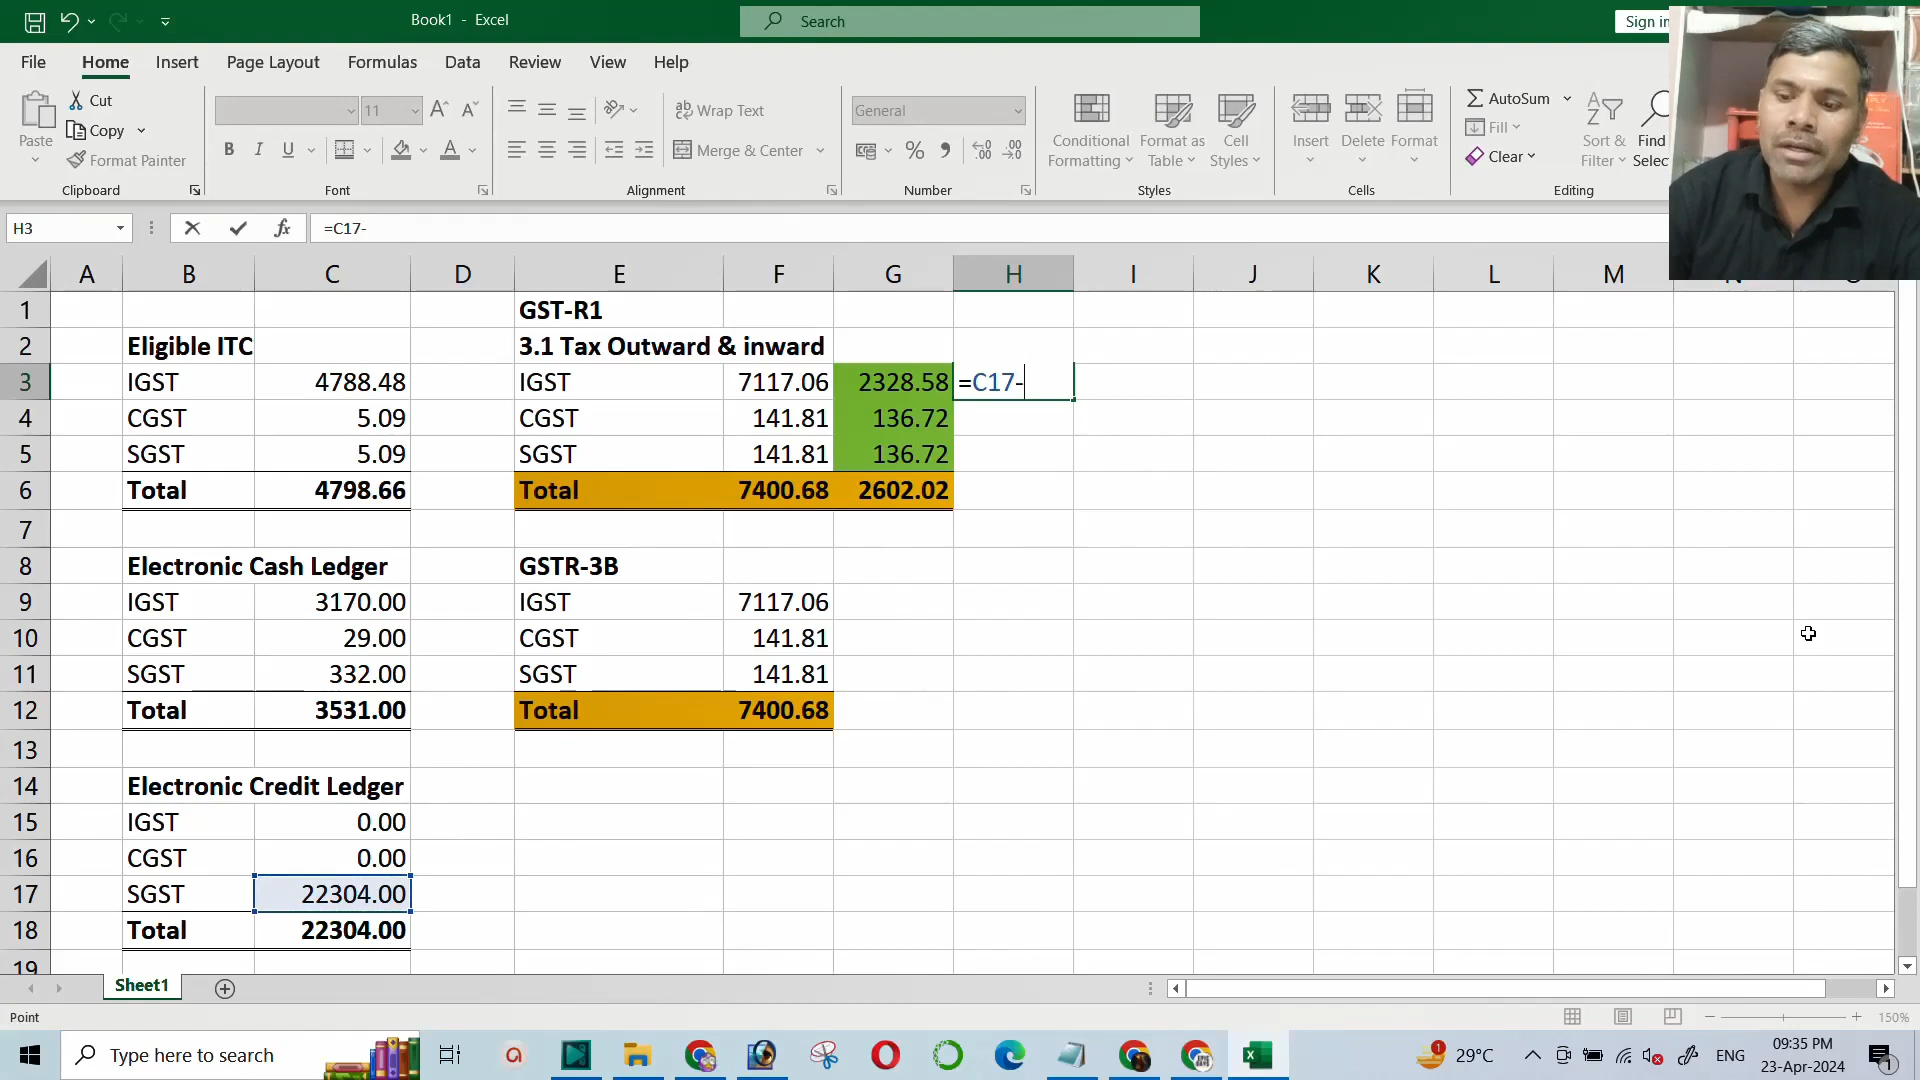 Book1 - Excel
Search
Sign in
File Home Insert Page Layout Formulas Data Review View Help
Paste
Cut
Copy
Format Painter
Clipboard
11
B I U
Font
Wrap Text
Merge & Center
Alignment
General
Number
Conditional Formatting
Format as Table
Cell Styles
Styles
Insert
Delete
Format
Cells
AutoSum
Fill
Clear
Sort & Filter
Find
Selec
Editing
H3 fx =C17-
A B C D E F G H I J K L M
1 GST-R1
2 Eligible ITC 3.1 Tax Outward & inward
3 IGST 4788.48 IGST 7117.06 2328.58 =C17-
4 CGST 5.09 CGST 141.81 136.72
5 SGST 5.09 SGST 141.81 136.72
6 Total 4798.66 Total 7400.68 2602.02
7
8 Electronic Cash Ledger GSTR-3B
9 IGST 3170.00 IGST 7117.06
10 CGST 29.00 CGST 141.81
11 SGST 332.00 SGST 141.81
12 Total 3531.00 Total 7400.68
13
14 Electronic Credit Ledger
15 IGST 0.00
16 CGST 0.00
17 SGST 22304.00
18 Total 22304.00
19
Sheet1
Point 150%
Type here to search
29°C ENG 09:35 PM
23-Apr-2024